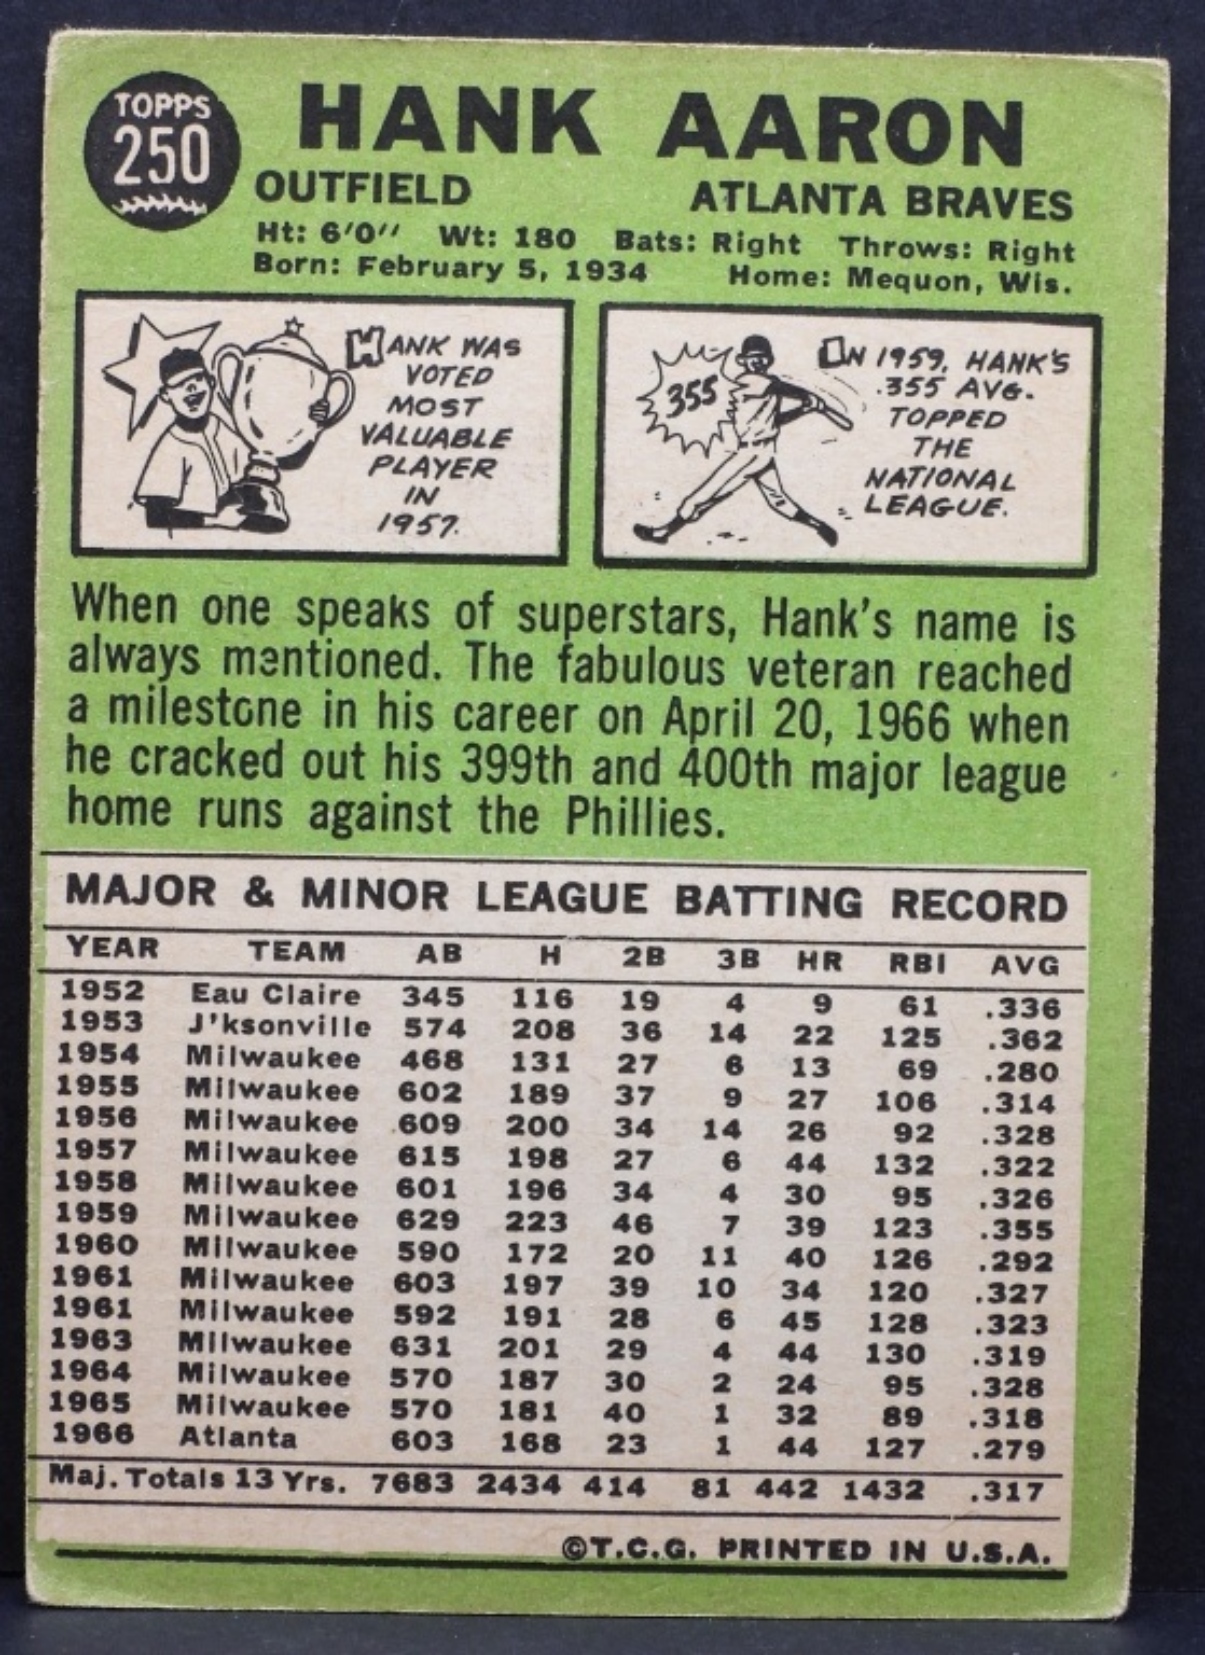 TOPPS
250
HANK AARON
OUTFIELD ATLANTA BRAVES
Ht: 6'0" Wt: 180 Bats: Right Throws: Right
Born: February 5, 1934 Home: Mequon, Wis.
HANK WAS
VOTED
MOST
VALUABLE
PLAYER
IN
1957.
355
IN 1959, HANK'S
.355 AVG.
TOPPED
THE
NATIONAL
LEAGUE.
When one speaks of superstars, Hank's name is
always mentioned. The fabulous veteran reached
a milestone in his career on April 20, 1966 when
he cracked out his 399th and 400th major league
home runs against the Phillies.
MAJOR & MINOR LEAGUE BATTING RECORD
YEAR TEAM AB H 2B 3B HR RBI AVG
1952 Eau Claire 345 116 19 4 9 61 .336
1953 J'ksonville 574 208 36 14 22 125 .362
1954 Milwaukee 468 131 27 6 13 69 .280
1955 Milwaukee 602 189 37 9 27 106 .314
1956 Milwaukee 609 200 34 14 26 92 .328
1957 Milwaukee 615 198 27 6 44 132 .322
1958 Milwaukee 601 196 34 4 30 95 .326
1959 Milwaukee 629 223 46 7 39 123 .355
1960 Milwaukee 590 172 20 11 40 126 .292
1961 Milwaukee 603 197 39 10 34 120 .327
1961 Milwaukee 592 191 28 6 45 128 .323
1963 Milwaukee 631 201 29 4 44 130 .319
1964 Milwaukee 570 187 30 2 24 95 .328
1965 Milwaukee 570 181 40 1 32 89 .318
1966 Atlanta 603 168 23 1 44 127 .279
Maj. Totals 13 Yrs. 7683 2434 414 81 442 1432 .317
©T.C.G. PRINTED IN U.S.A.